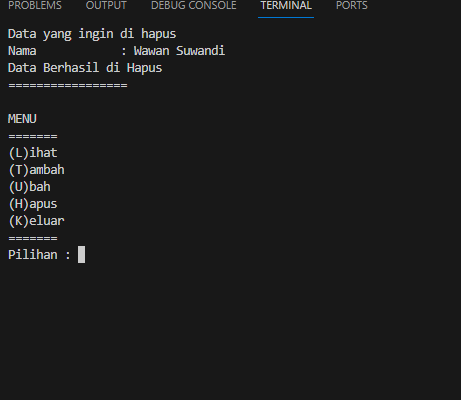 PROBLEMS OUTPUT DEBUG CONSOLE TERMINAL PORTS
Data yang ingin di hapus
Nama : Wawan Suwandi
Data Berhasil di Hapus
=================
MENU
=======
(L)ihat
(T)ambah
(U)bah
(H)apus
(K)eluar
=======
Pilihan :